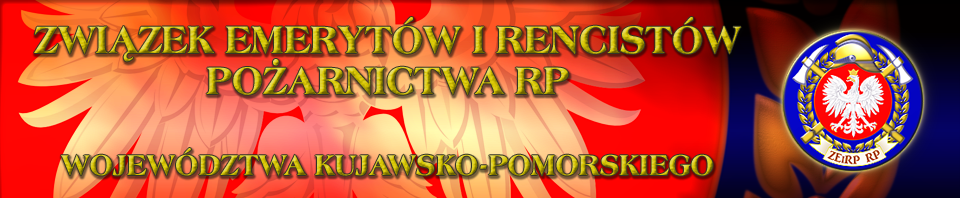 ZWIĄZEK EMERYTÓW I RENCISTÓW
POŻARNICTWA RP
WOJEWÓDZTWA KUJAWSKO-POMORSKIEGO
ZEiRP RP